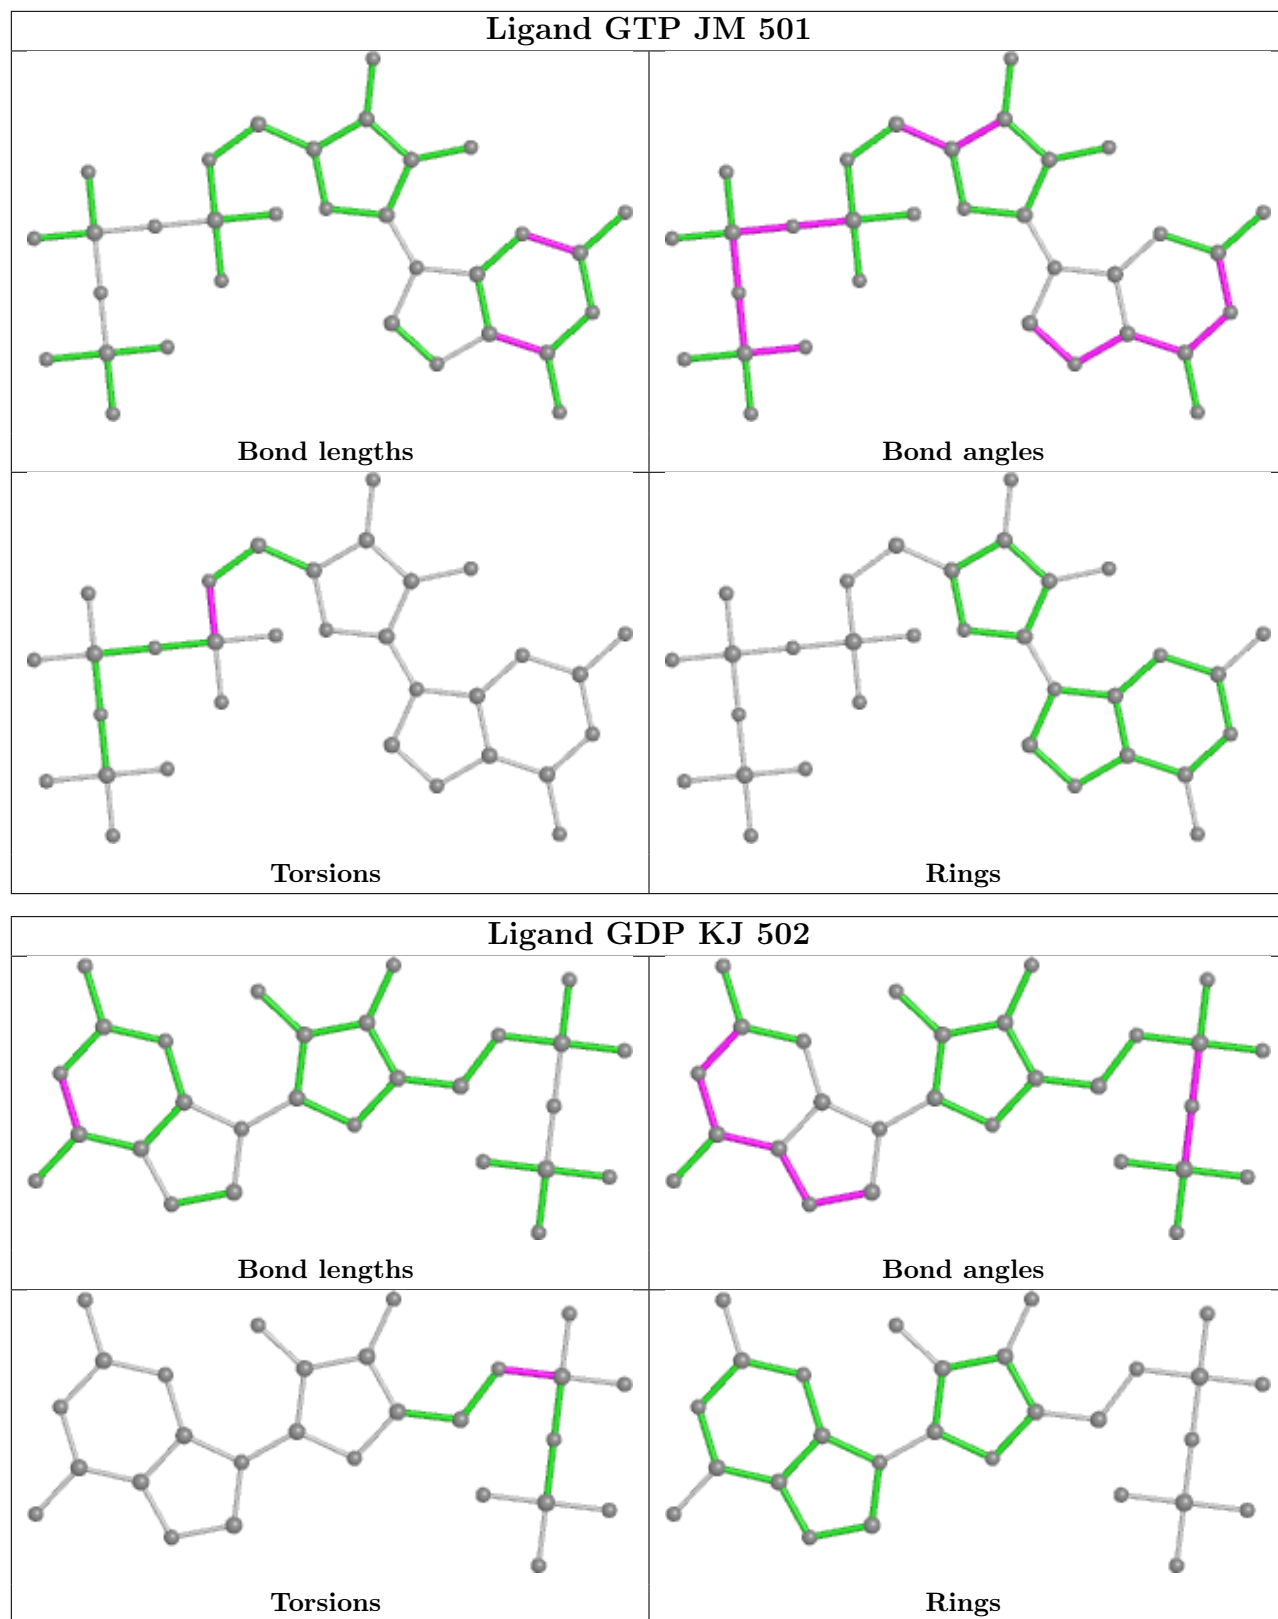 Ligand GTP JM 501
Bond lengths
Bond angles
Torsions
Rings
Ligand GDP KJ 502
Bond lengths
Bond angles
Torsions
Rings